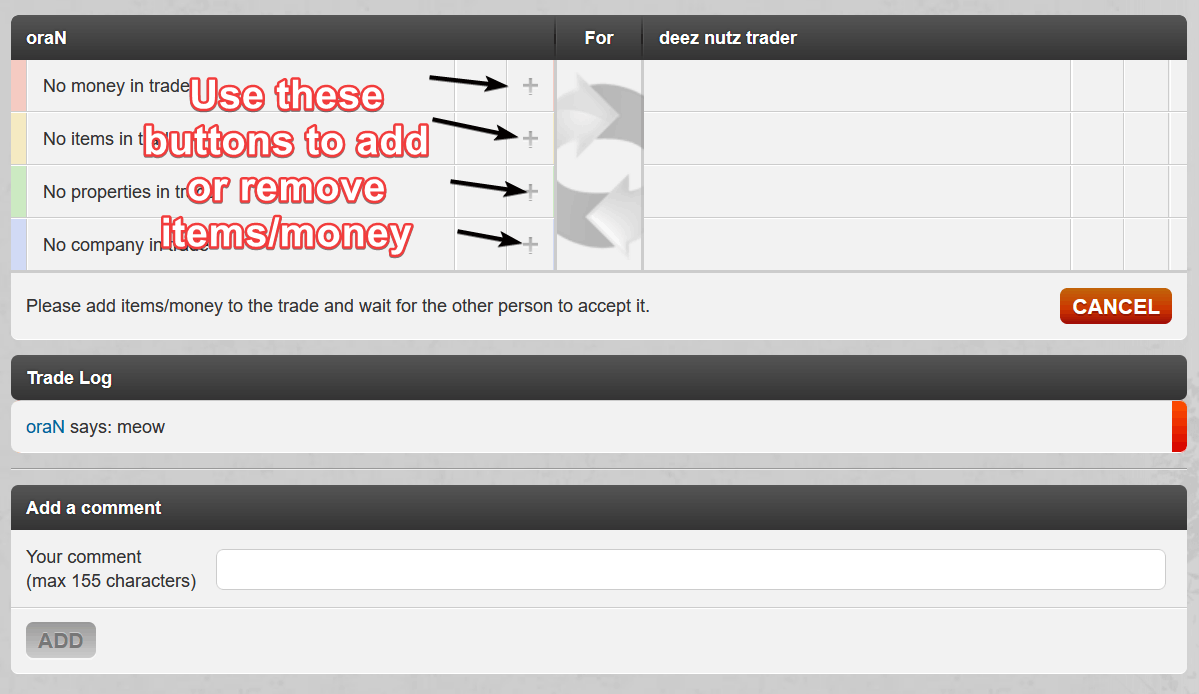 oraN
For
deez nutz trader
No money in trade
No items in t
No properties in tr
No company in trade
Use these
buttons to add
or remove
items/money
Please add items/money to the trade and wait for the other person to accept it.
CANCEL
Trade Log
oraN says: meow
Add a comment
Your comment
(max 155 characters)
ADD